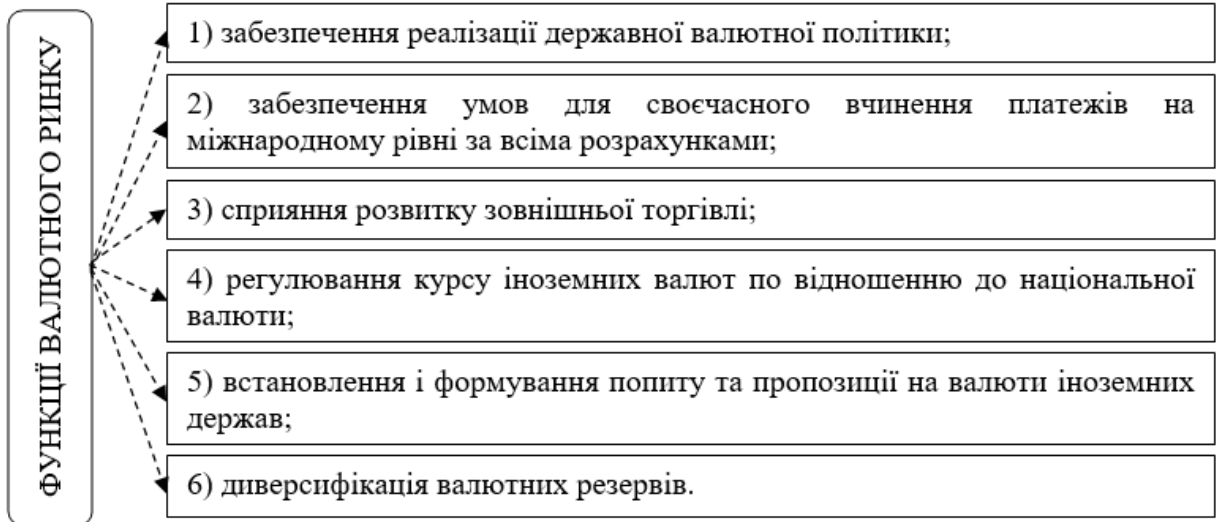 ФУНКЦІЇ ВАЛЮТНОГО РИНКУ
1) забезпечення реалізації державної валютної політики;
2) забезпечення умов для своєчасного вчинення платежів на
міжнародному рівні за всіма розрахунками;
3) сприяння розвитку зовнішньої торгівлі;
4) регулювання курсу іноземних валют по відношенню до національної
валюти;
5) встановлення і формування попиту та пропозиції на валюти іноземних
держав;
6) диверсифікація валютних резервів.